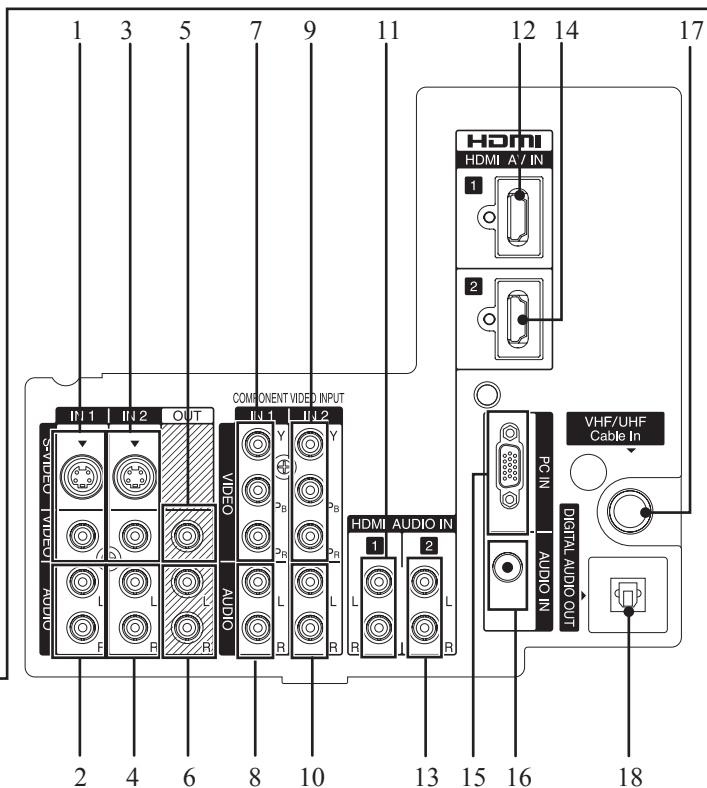 1 3 5 7 9 11 12 14 17
HDMI
HDMI AV IN
1
2
COMPONENT VIDEO INPUT
IN 1 IN 2 OUT IN 1 IN 2
S-VIDEO
VIDEO
AUDIO
L L L
R R R
VIDEO
AUDIO
Y Y
PB PB
PR PR
L L
R R
HDMI AUDIO IN
1 2
L L
R R
PC IN
AUDIO IN
VHF/UHF
Cable In
DIGITAL AUDIO OUT
2 4 6 8 10 13 15 16 18